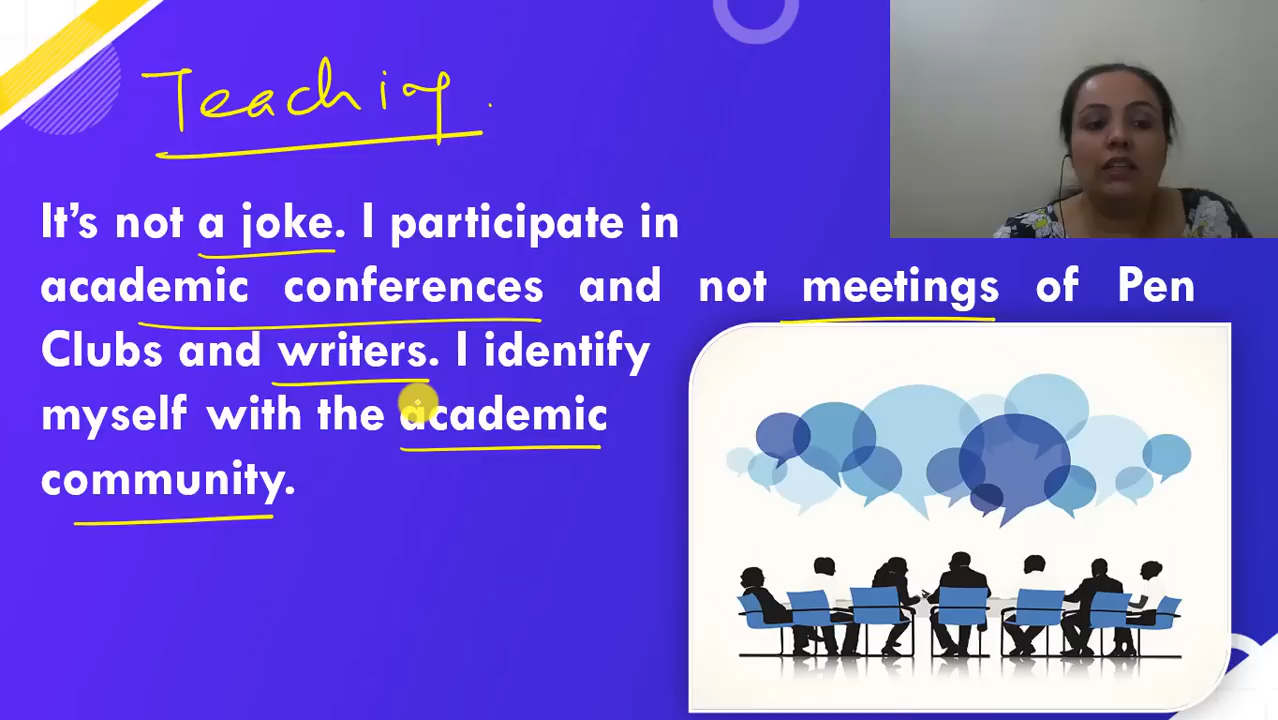 Teaching
It's not a joke. I participate in
academic conferences and not meetings of Pen
Clubs and writers. I identify
myself with the academic
community.